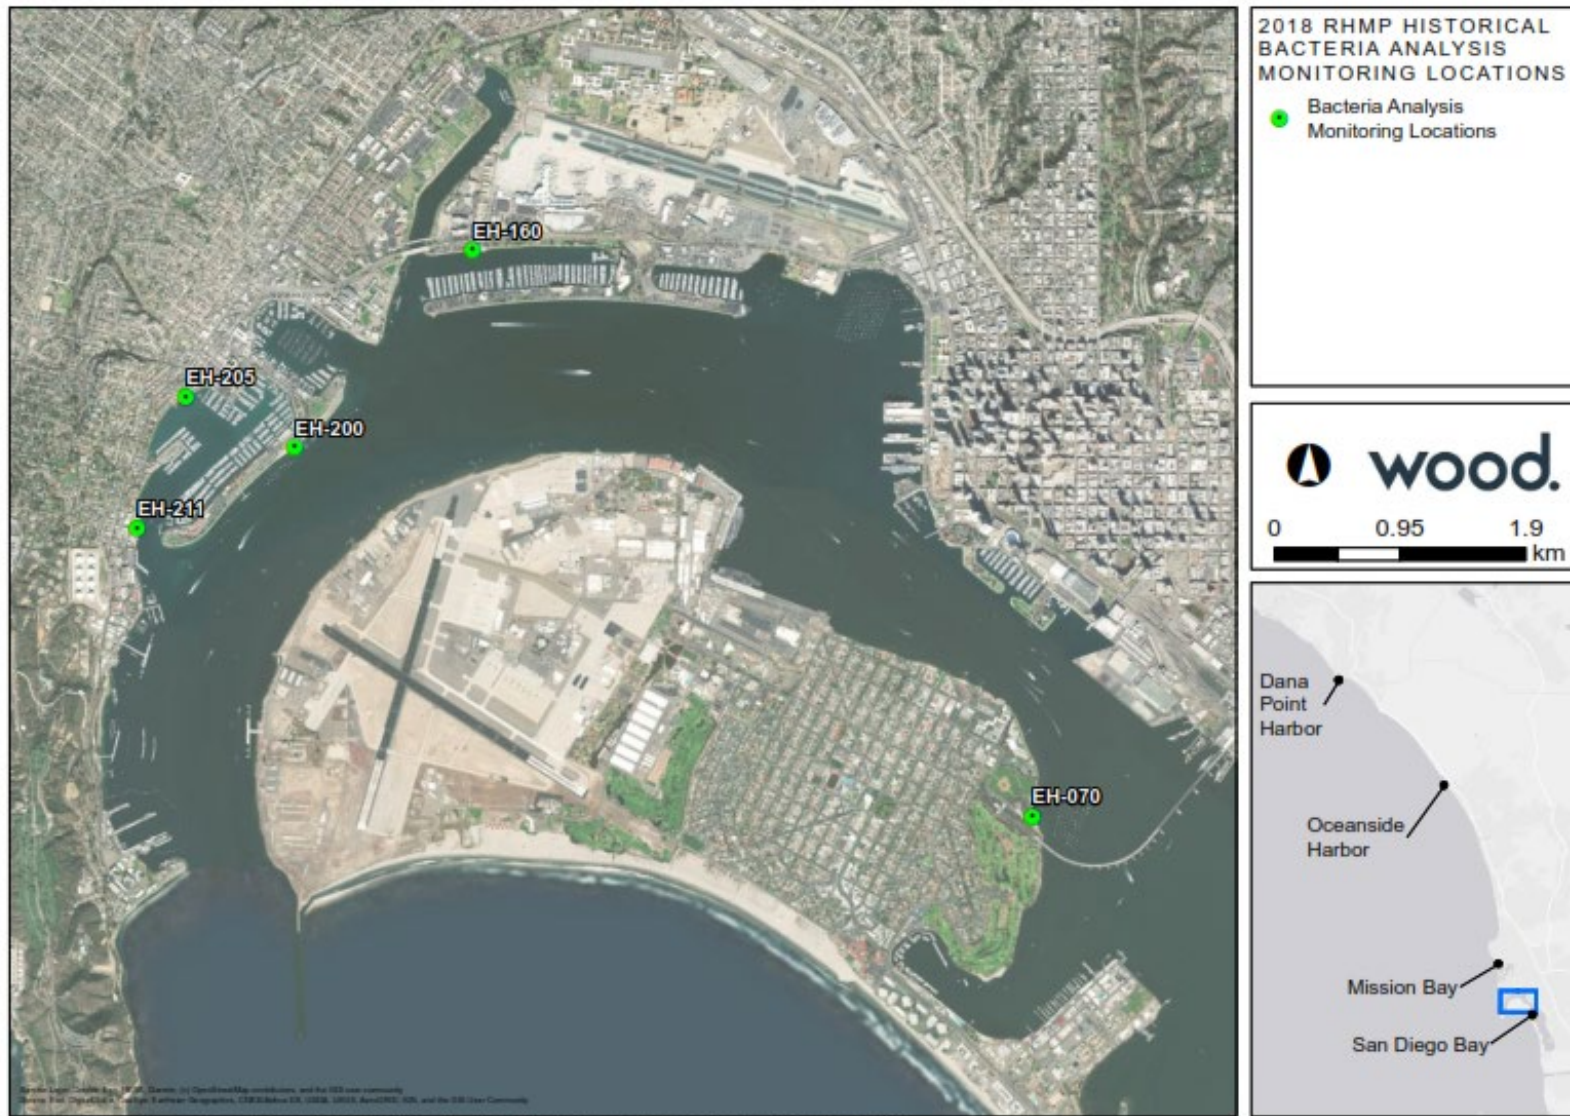 EH-160
EH-205
EH-200
EH-211
EH-070
2018 RHMP HISTORICAL
BACTERIA ANALYSIS
MONITORING LOCATIONS
Bacteria Analysis
Monitoring Locations
wood.
0 0.95 1.9
km
Dana
Point
Harbor
Oceanside
Harbor
Mission Bay
San Diego Bay